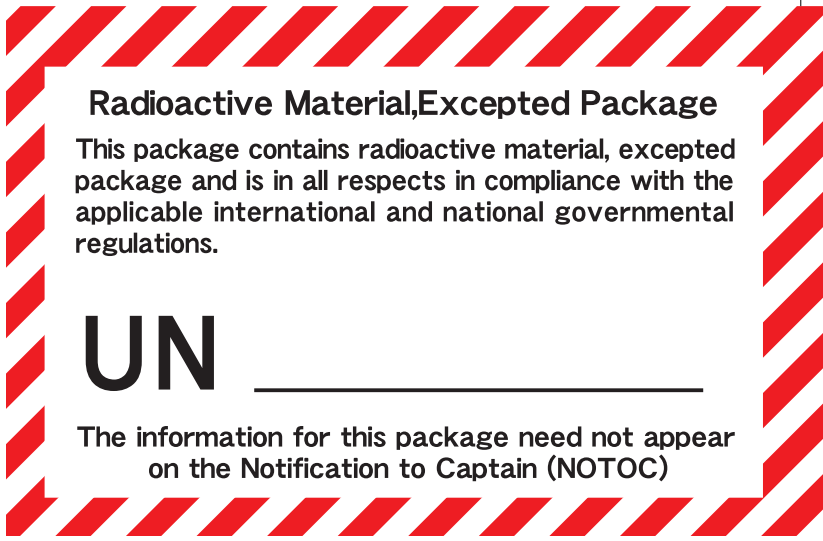 Radioactive Material,Excepted Package
This package contains radioactive material, excepted
package and is in all respects in compliance with the
applicable international and national governmental
regulations.
UN
The information for this package need not appear
on the Notification to Captain (NOTOC)